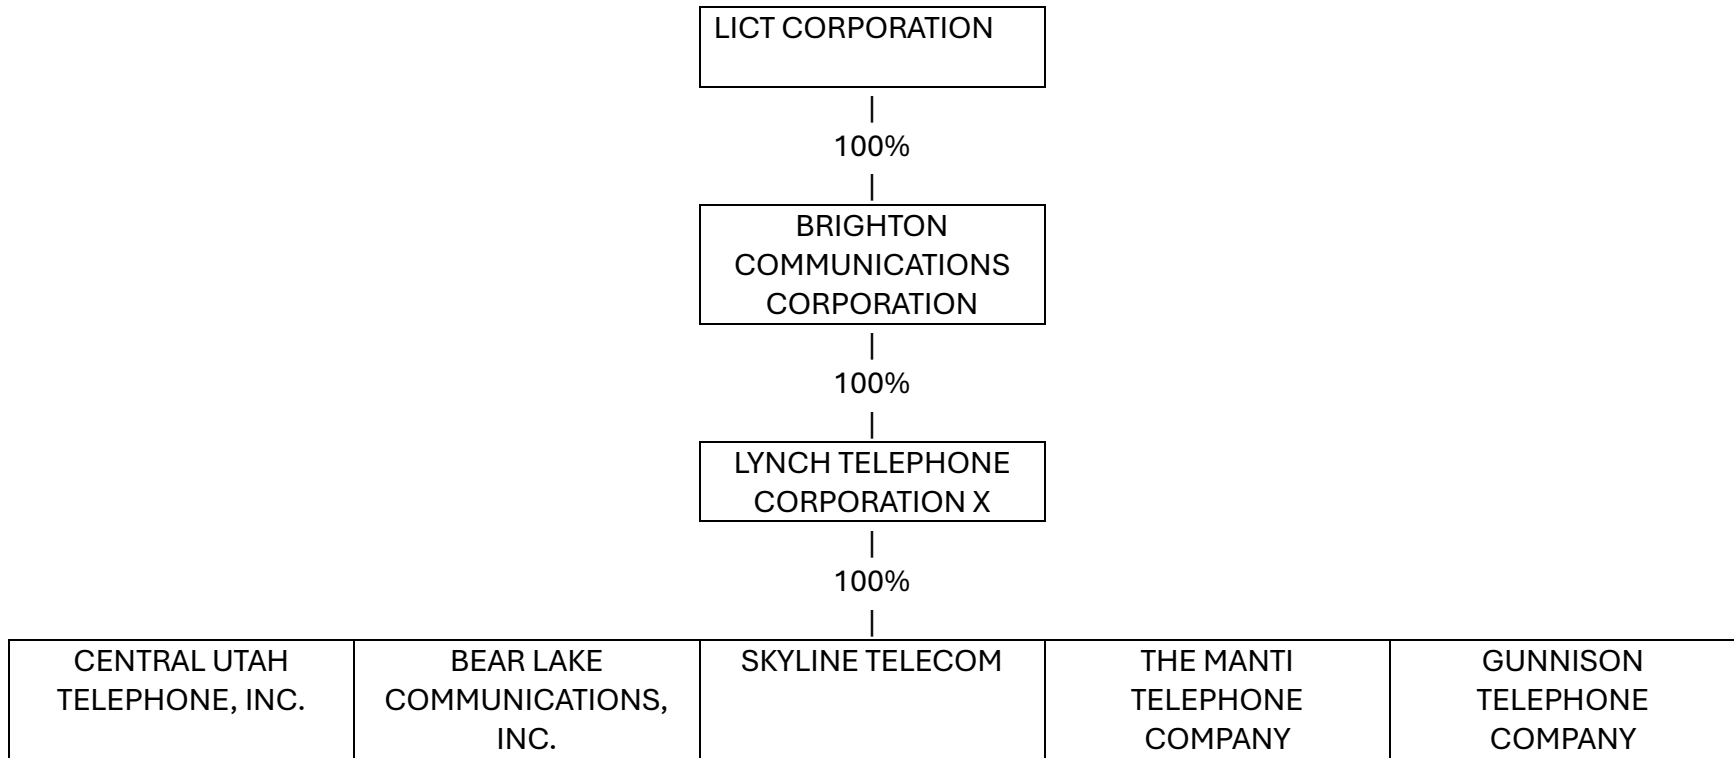 LICT CORPORATION
|
100%
|
BRIGHTON
COMMUNICATIONS
CORPORATION
|
100%
|
LYNCH TELEPHONE
CORPORATION X
|
100%
|
CENTRAL UTAH
TELEPHONE, INC.
BEAR LAKE
COMMUNICATIONS,
INC.
SKYLINE TELECOM
THE MANTI
TELEPHONE
COMPANY
GUNNISON
TELEPHONE
COMPANY